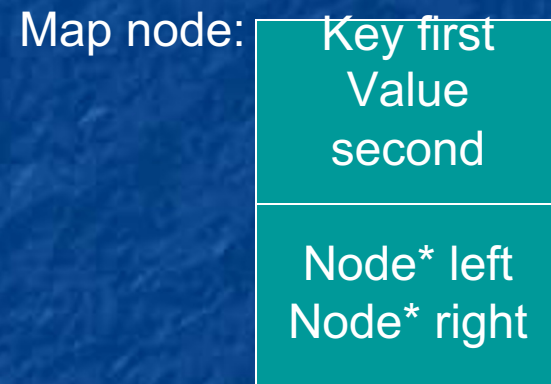 Map node:
Key first
Value
second
Node* left
Node* right